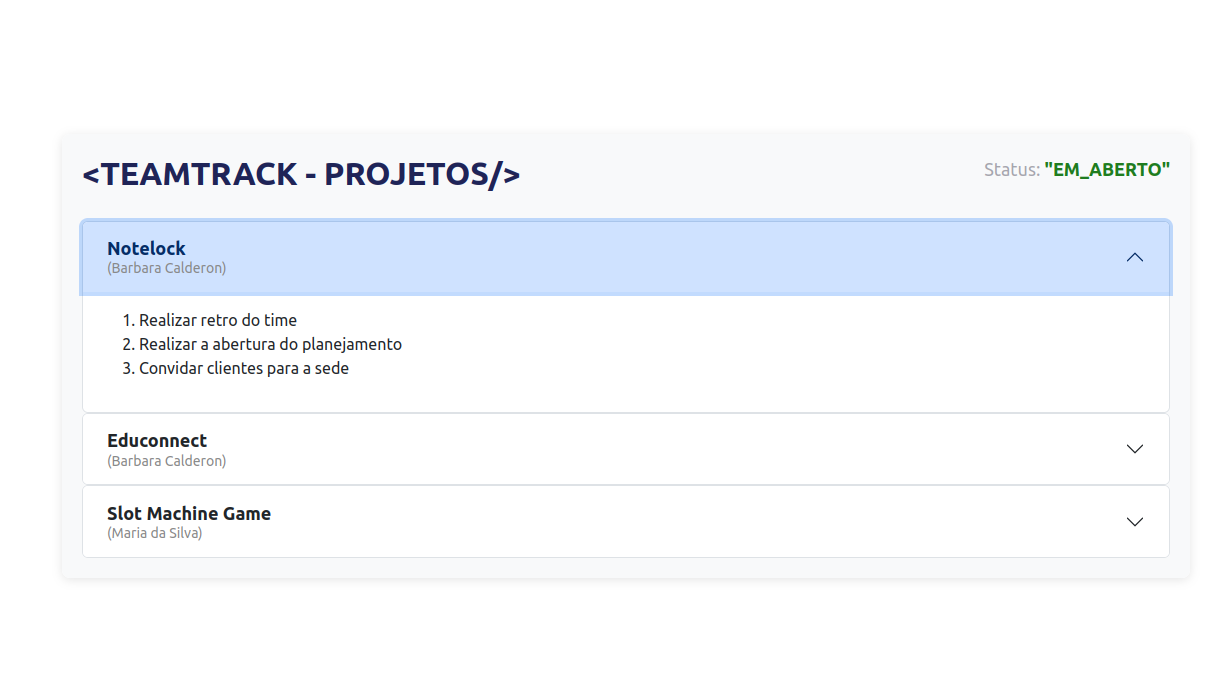 <TEAMTRACK - PROJETOS/>
Status: "EM_ABERTO"
Notelock
(Barbara Calderon)
1. Realizar retro do time
2. Realizar a abertura do planejamento
3. Convidar clientes para a sede
Educonnect
(Barbara Calderon)
Slot Machine Game
(Maria da Silva)